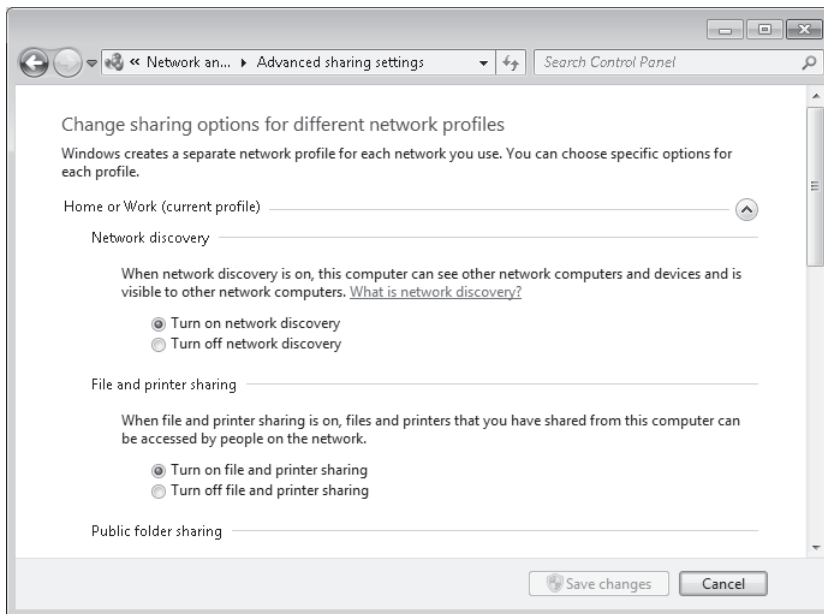 « Network an... ▸ Advanced sharing settings
Search Control Panel
Change sharing options for different network profiles
Windows creates a separate network profile for each network you use. You can choose specific options for
each profile.
Home or Work (current profile)
Network discovery
When network discovery is on, this computer can see other network computers and devices and is
visible to other network computers. What is network discovery?
Turn on network discovery
Turn off network discovery
File and printer sharing
When file and printer sharing is on, files and printers that you have shared from this computer can
be accessed by people on the network.
Turn on file and printer sharing
Turn off file and printer sharing
Public folder sharing
Save changes
Cancel